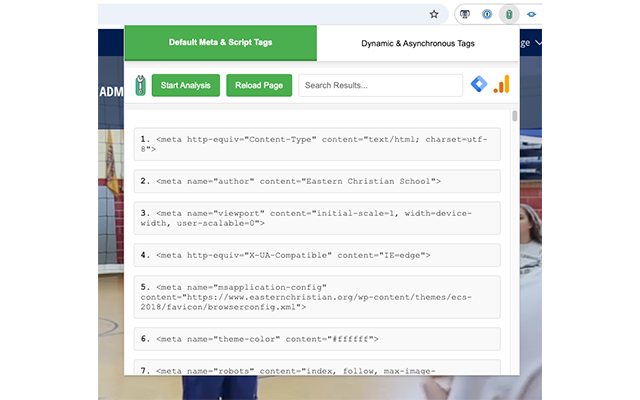 Default Meta & Script Tags
Dynamic & Asynchronous Tags
ge
ADM
Start Analysis
Reload Page
Search Results...
1. <meta http-equiv="Content-Type" content="text/html; charset=utf-
8">
2. <meta name="author" content="Eastern Christian School">
3. <meta name="viewport" content="initial-scale=1, width=device-
width, user-scalable=0">
4. <meta http-equiv="X-UA-Compatible" content="IE=edge">
5. <meta name="msapplication-config"
content="https://www.easternchristian.org/wp-content/themes/ecs-
2018/favicon/browserconfig.xml">
6. <meta name="theme-color" content="#ffffff">
7. <meta name="robots" content="index, follow, max-image-